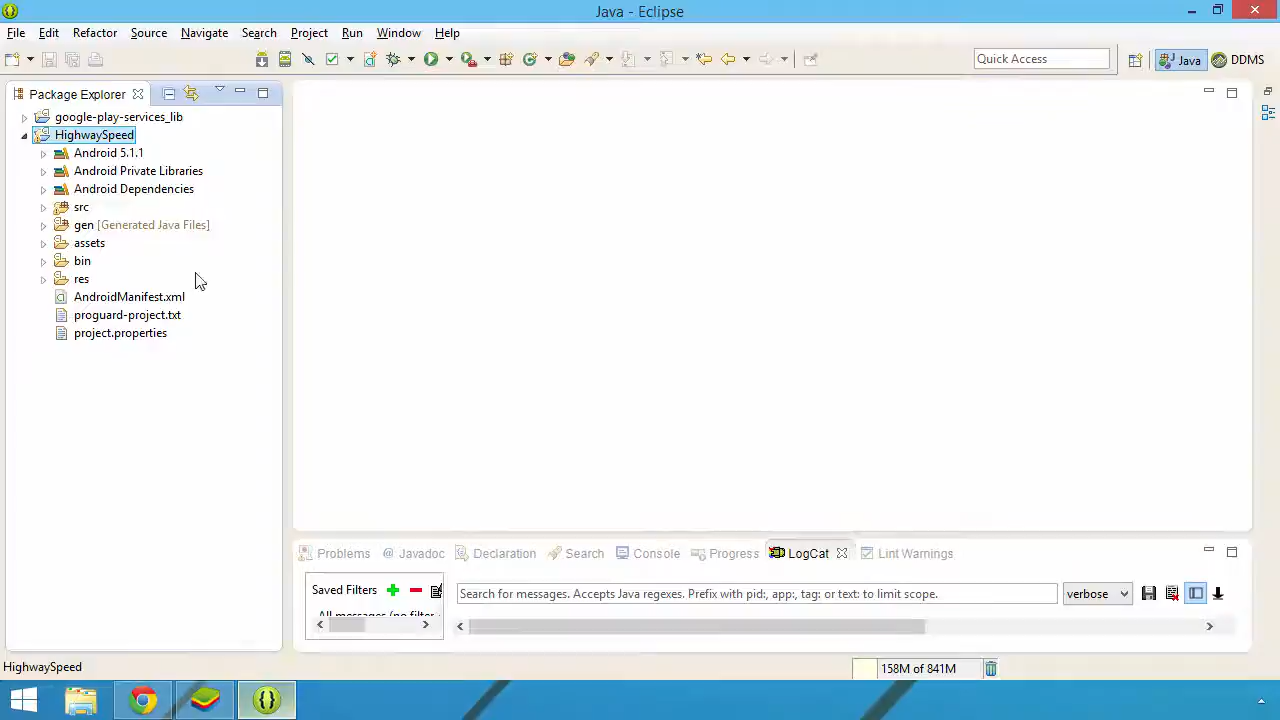 Java - Eclipse
File Edit Refactor Source Navigate Search Project Run Window Help
Quick Access
Java
DDMS
Package Explorer
google-play-services_lib
HighwaySpeed
Android 5.1.1
Android Private Libraries
Android Dependencies
src
gen [Generated Java Files]
assets
bin
res
AndroidManifest.xml
proguard-project.txt
project.properties
Problems @ Javadoc Declaration Search Console Progress LogCat Lint Warnings
Saved Filters
All messages (no filter
Search for messages. Accepts Java regexes. Prefix with pid:, app:, tag: or text: to limit scope.
verbose
HighwaySpeed
158M of 841M